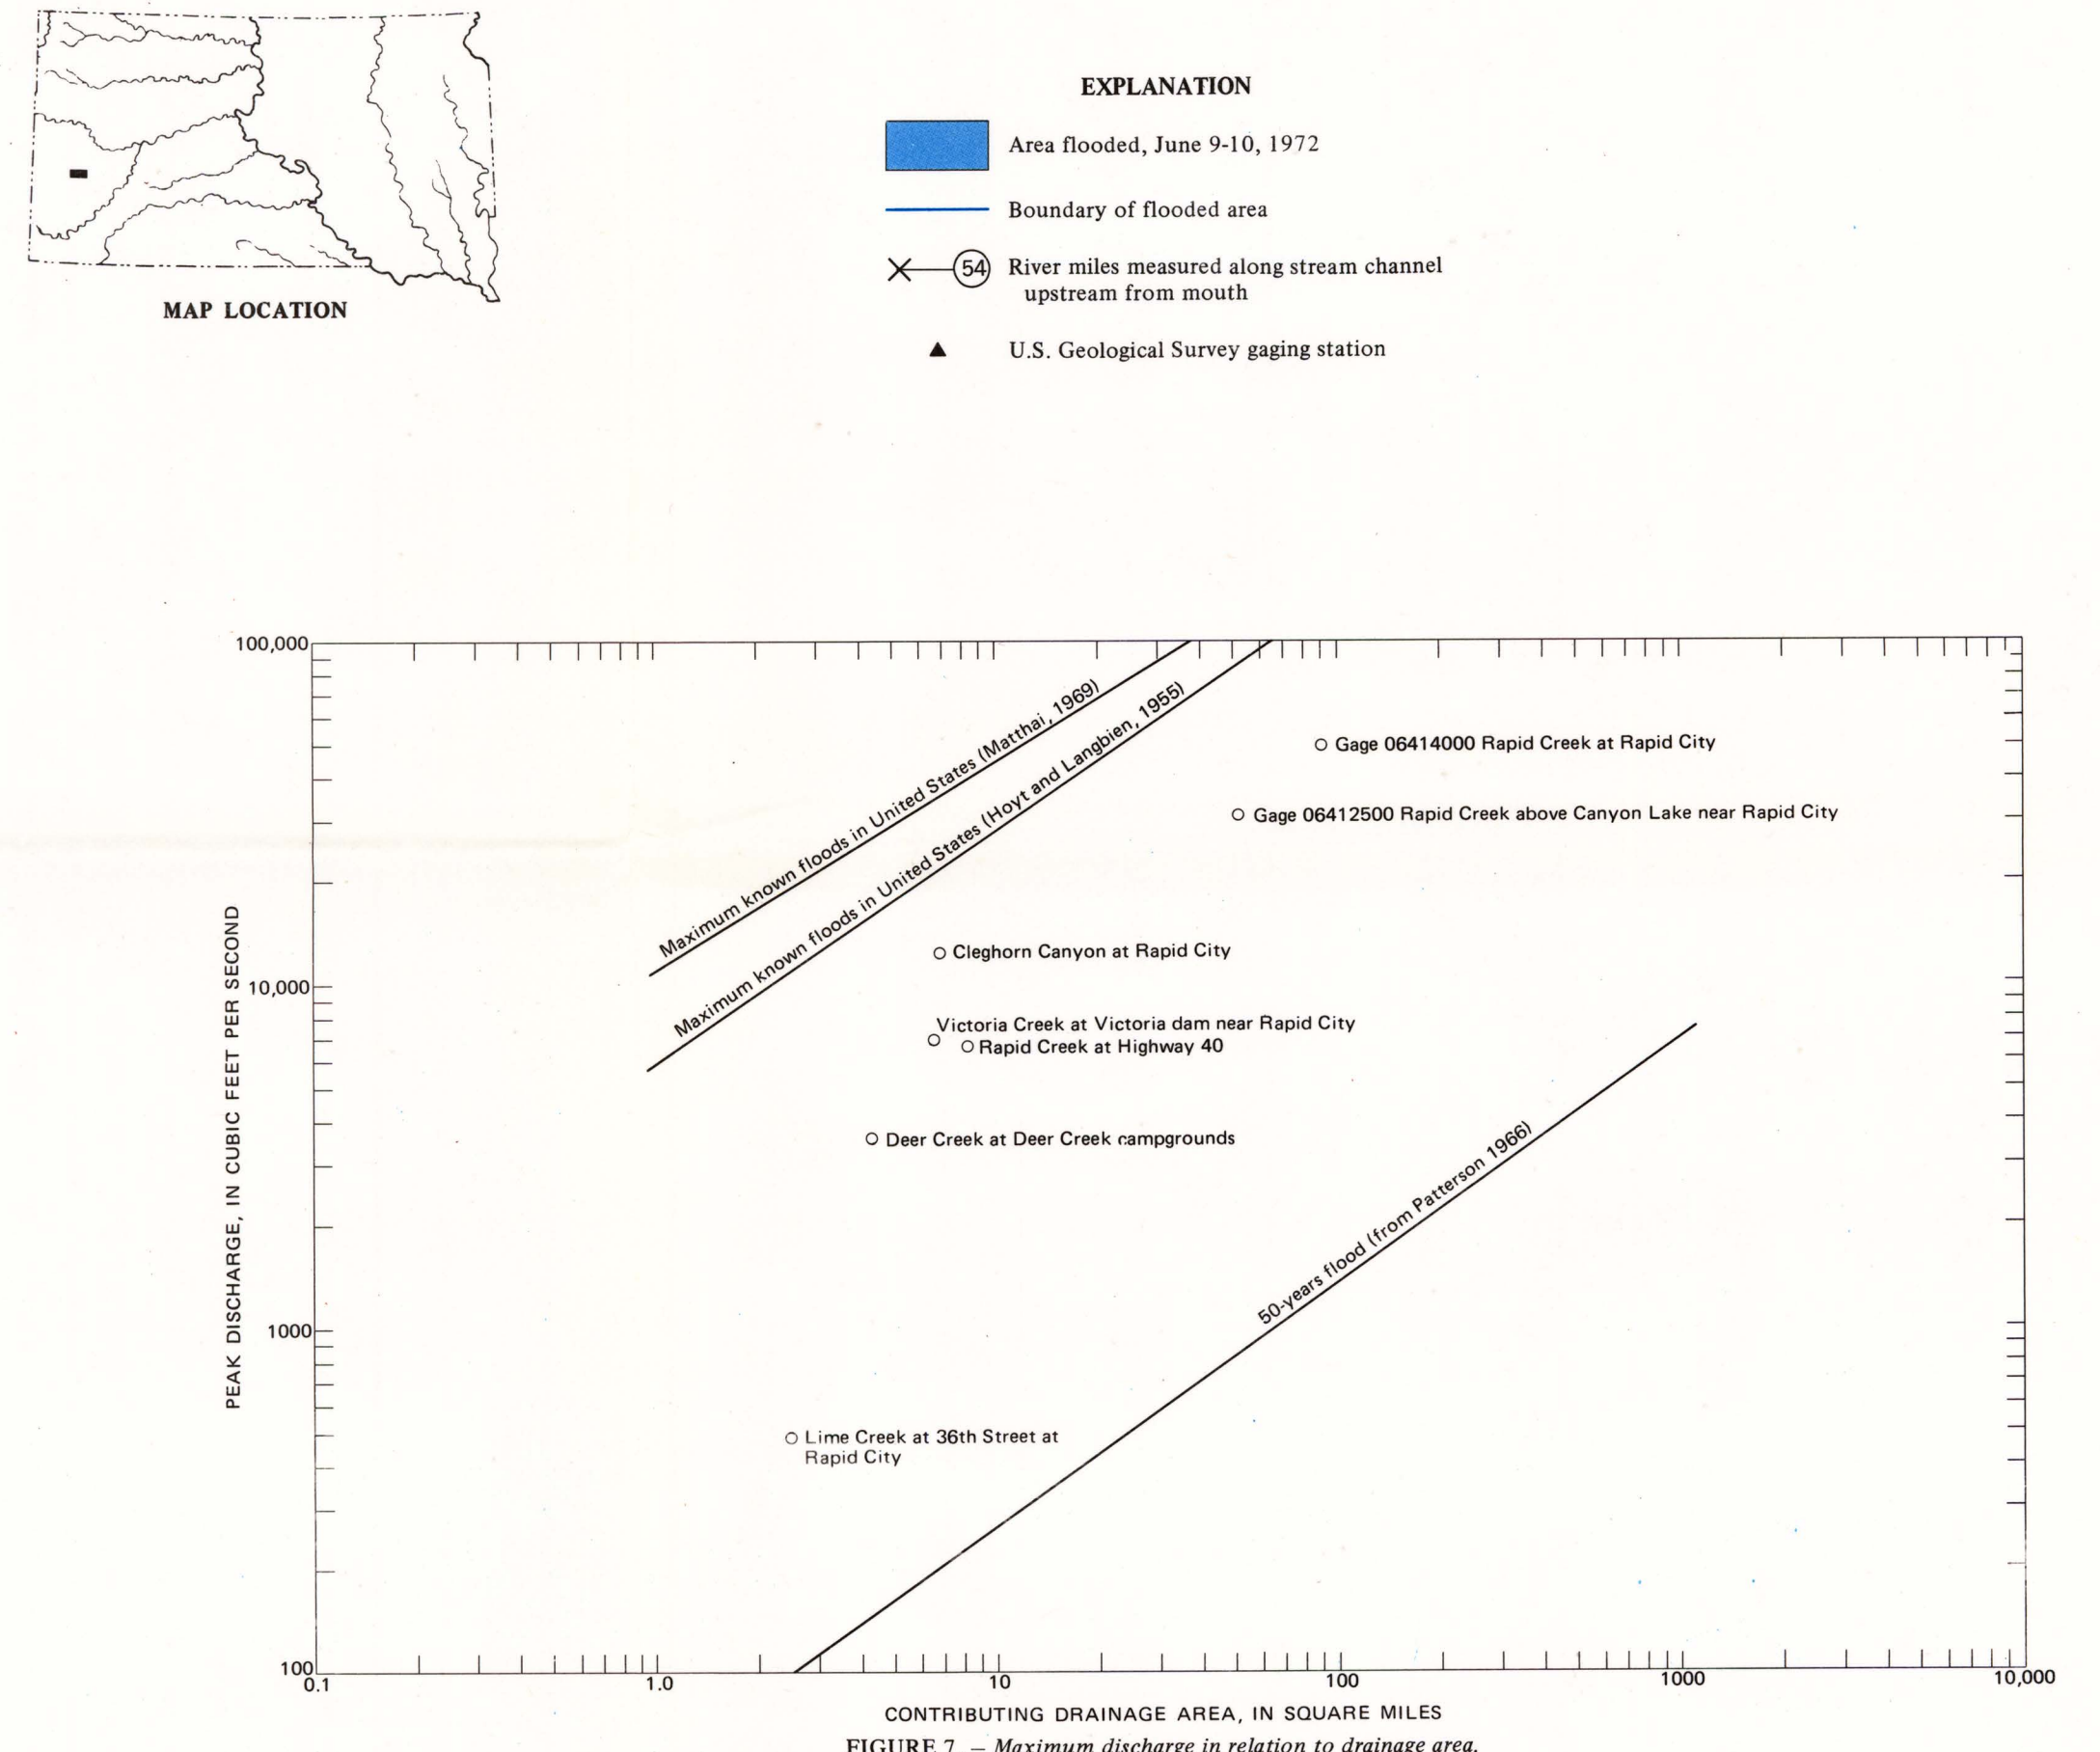 EXPLANATION
Area flooded, June 9-10, 1972
Boundary of flooded area
54
River miles measured along stream channel
upstream from mouth
U.S. Geological Survey gaging station
MAP LOCATION
100,000
10,000
1000
100
PEAK DISCHARGE, IN CUBIC FEET PER SECOND
Maximum known floods in United States (Matthai, 1969)
Maximum known floods in United States (Hoyt and Langbien, 1955)
Gage 06414000 Rapid Creek at Rapid City
Gage 06412500 Rapid Creek above Canyon Lake near Rapid City
Cleghorn Canyon at Rapid City
Victoria Creek at Victoria dam near Rapid City
Rapid Creek at Highway 40
Deer Creek at Deer Creek campgrounds
50-years flood (from Patterson 1966)
Lime Creek at 36th Street at
Rapid City
0.1
1.0
10
100
1000
10,000
CONTRIBUTING DRAINAGE AREA, IN SQUARE MILES
FIGURE 7. — Maximum discharge in relation to drainage area.